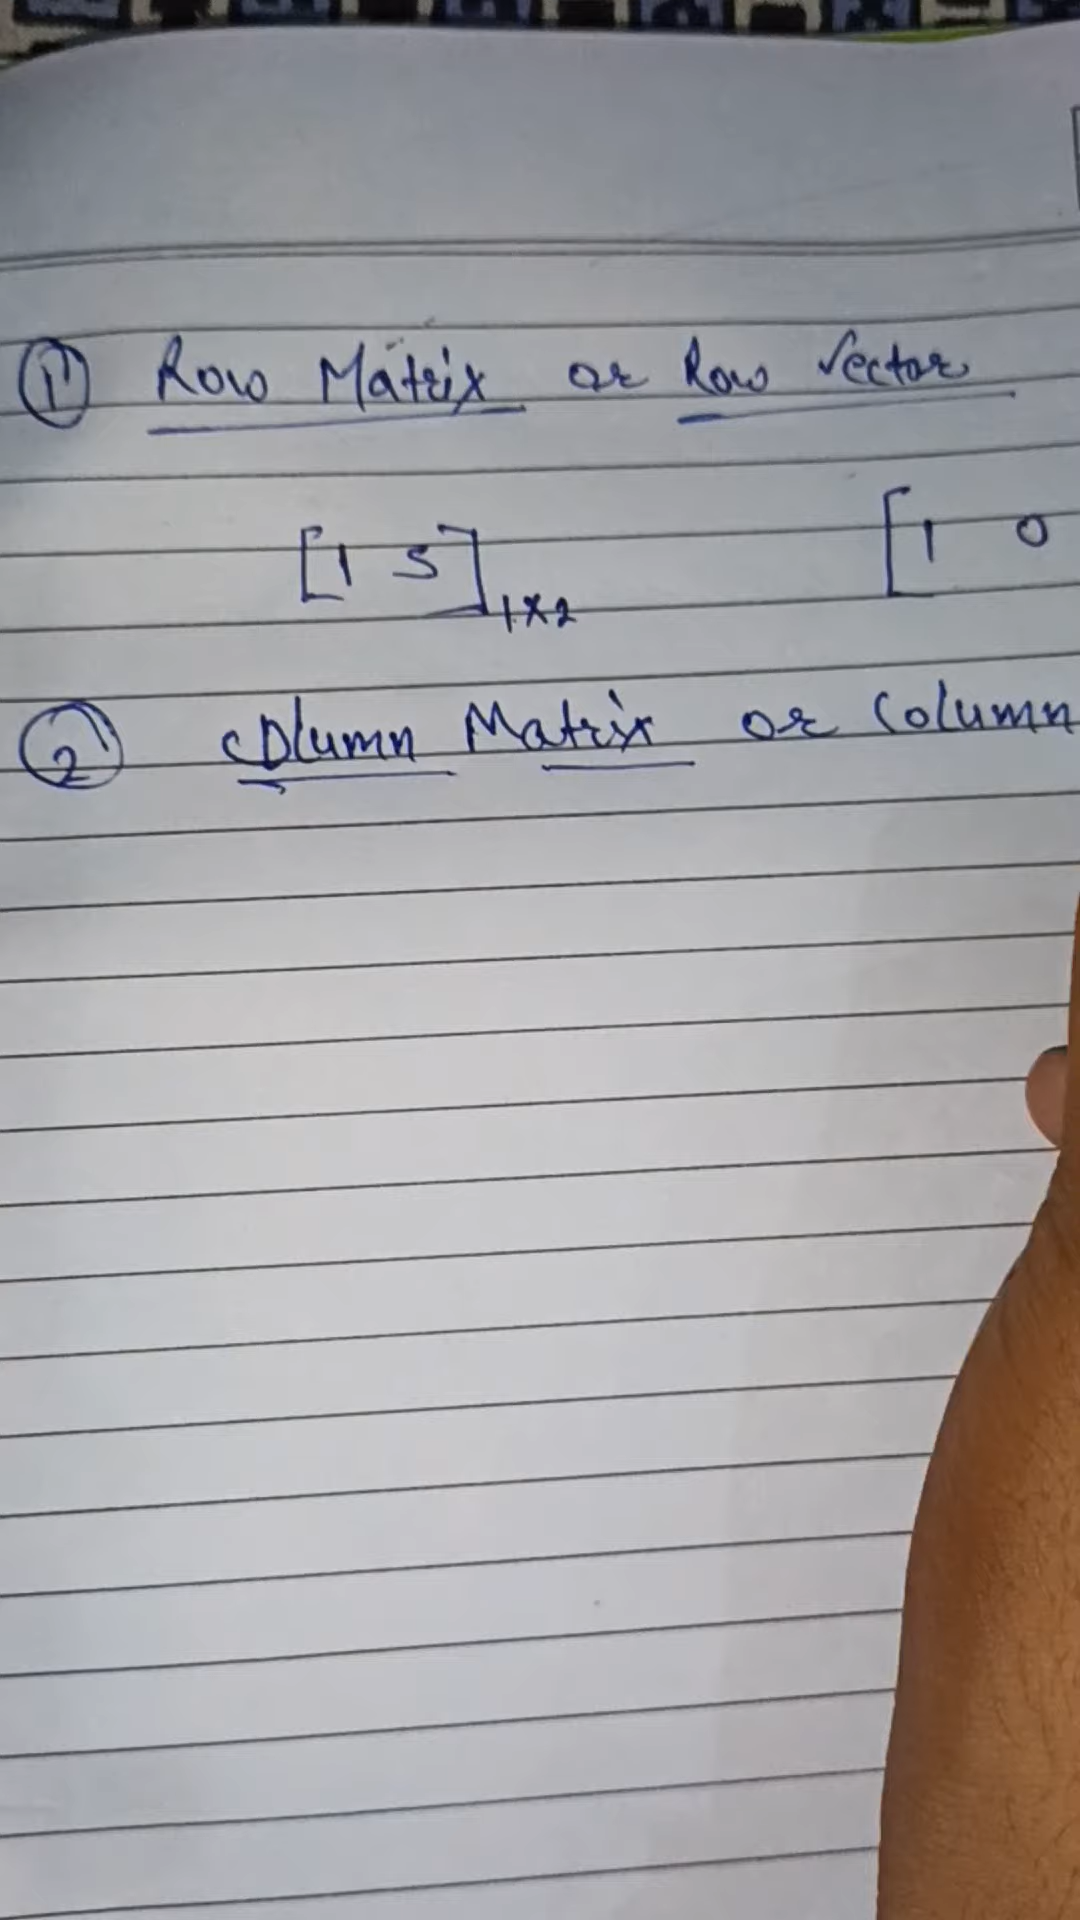 ① Row Matrix or Row Vector
[1 5]1×2 [1 0
② Column Matrix or Column